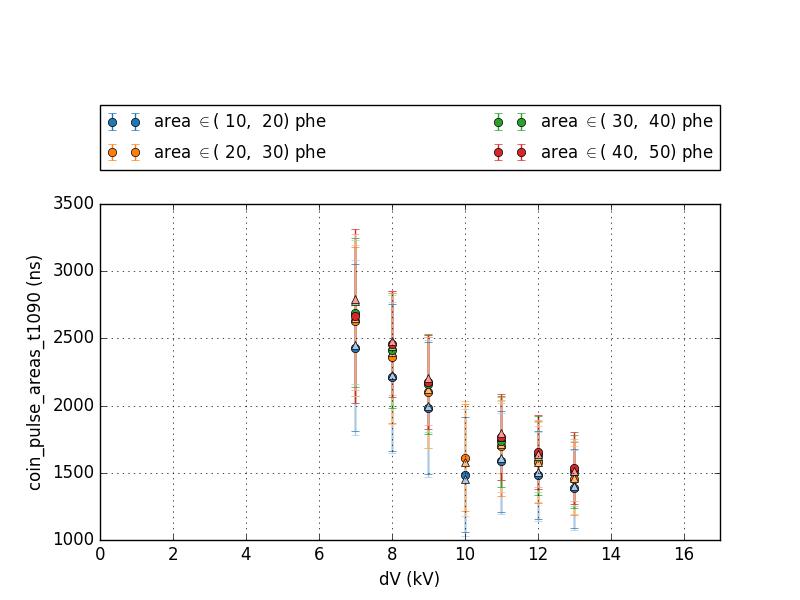 area ∈( 10,  20) phe
area ∈( 20,  30) phe
area ∈( 30,  40) phe
area ∈( 40,  50) phe
coin_pulse_areas_t1090 (ns)
3500
3000
2500
2000
1500
1000
0 2 4 6 8 10 12 14 16
dV (kV)